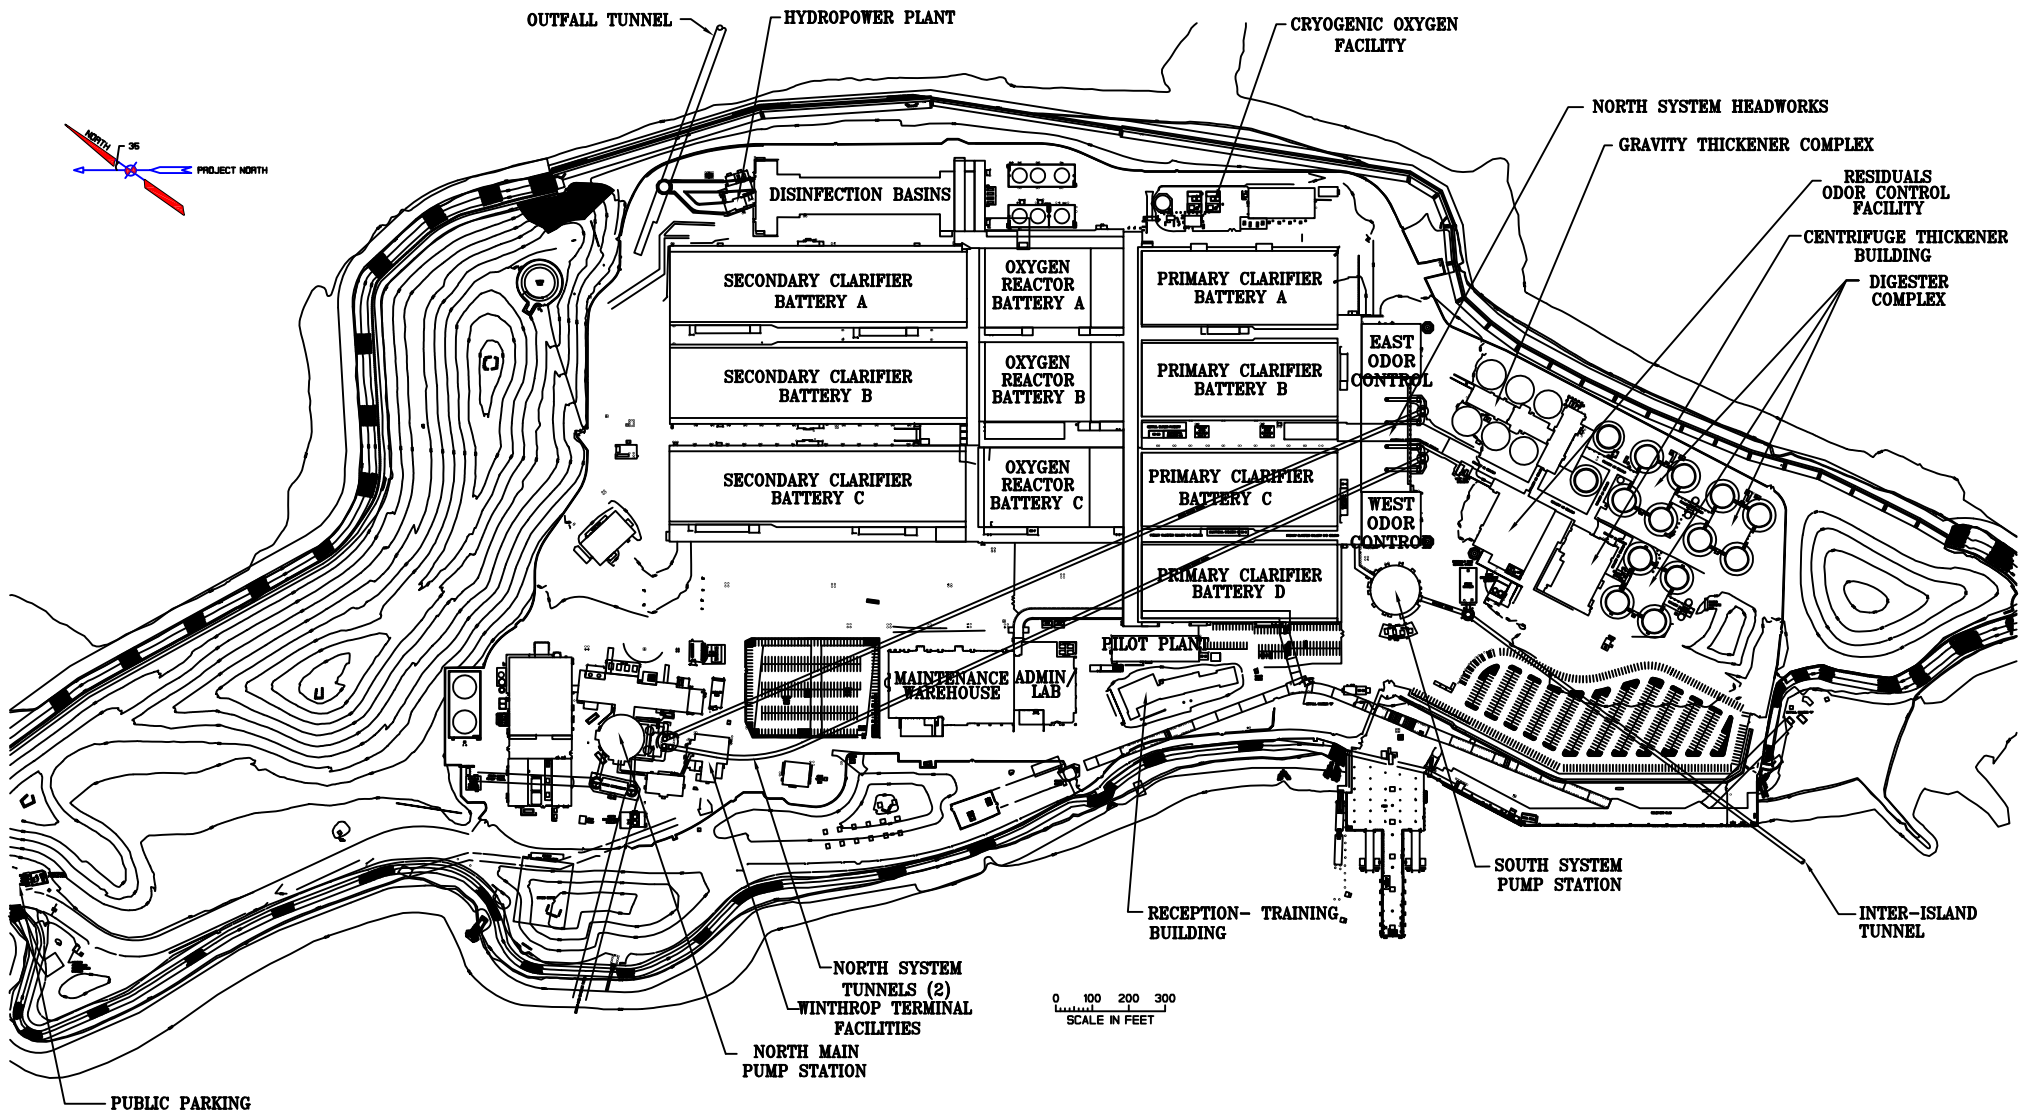 OUTFALL TUNNEL
HYDROPOWER PLANT
CRYOGENIC OXYGEN
FACILITY
NORTH SYSTEM HEADWORKS
GRAVITY THICKENER COMPLEX
RESIDUALS
ODOR CONTROL
FACILITY
CENTRIFUGE THICKENER
BUILDING
DIGESTER
COMPLEX
NORTH
36
PROJECT NORTH
DISINFECTION BASINS
SECONDARY CLARIFIER
BATTERY A
OXYGEN
REACTOR
BATTERY A
PRIMARY CLARIFIER
BATTERY A
SECONDARY CLARIFIER
BATTERY B
OXYGEN
REACTOR
BATTERY B
PRIMARY CLARIFIER
BATTERY B
EAST
ODOR
CONTROL
SECONDARY CLARIFIER
BATTERY C
OXYGEN
REACTOR
BATTERY C
PRIMARY CLARIFIER
BATTERY C
WEST
ODOR
CONTROL
PRIMARY CLARIFIER
BATTERY D
PILOT PLANT
MAINTENANCE
WAREHOUSE
ADMIN/
LAB
SOUTH SYSTEM
PUMP STATION
RECEPTION- TRAINING
BUILDING
INTER-ISLAND
TUNNEL
NORTH SYSTEM
TUNNELS (2)
WINTHROP TERMINAL
FACILITIES
NORTH MAIN
PUMP STATION
0 100 200 300
SCALE IN FEET
PUBLIC PARKING